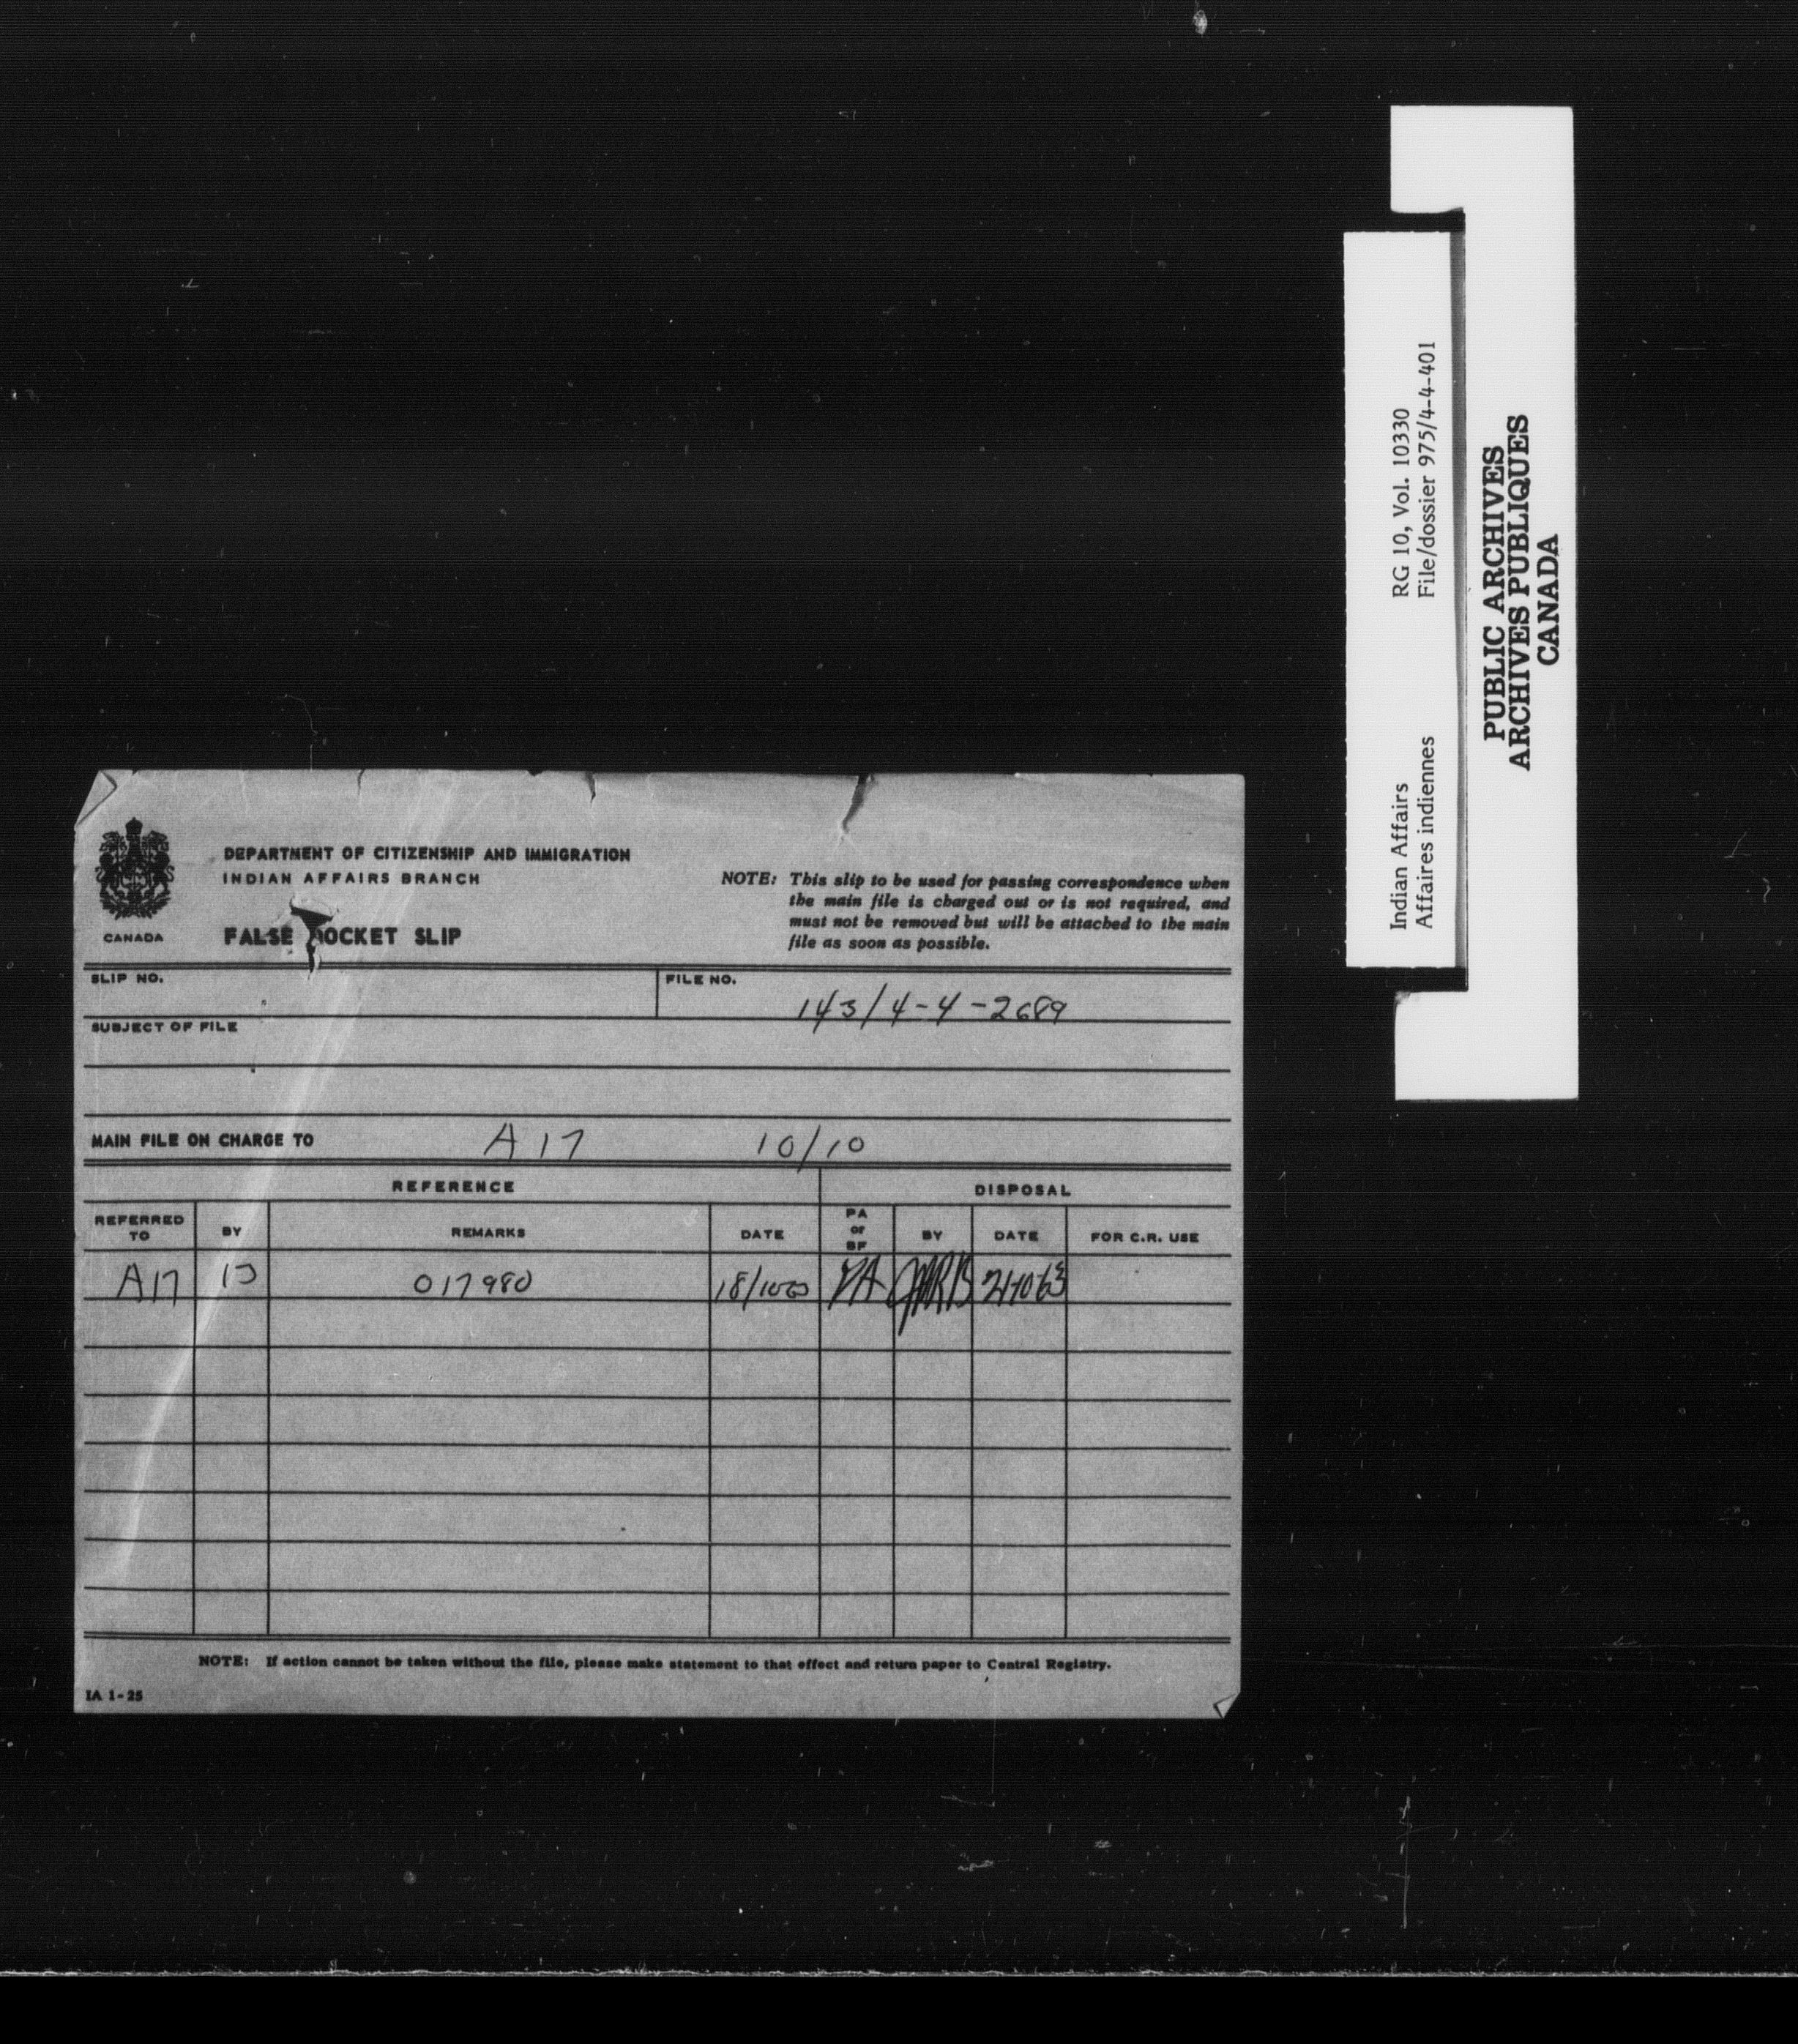 DEPARTMENT OF CITIZENSHIP AND IMMIGRATION
INDIAN AFFAIRS BRANCH
CANADA
FALSE DOCKET SLIP
NOTE: This slip to be used for passing correspondence when
the main file is charged out or is not required, and
must not be removed but will be attached to the main
file as soon as possible.
SLIP NO.
FILE NO.
143/4-4-2689
SUBJECT OF FILE
MAIN FILE ON CHARGE TO A17 10/10
REFERENCE DISPOSAL
REFERRED TO BY REMARKS DATE PA or BF BY DATE FOR C.R. USE
A17 017980 PA 21-10-63
NOTE: If action cannot be taken without the file, please make statement to that effect and return paper to Central Registry.
IA 1-25
Indian Affairs RG 10, Vol. 10330
Affaires indiennes File/dossier 975/4-4-401
PUBLIC ARCHIVES
ARCHIVES PUBLIQUES
CANADA